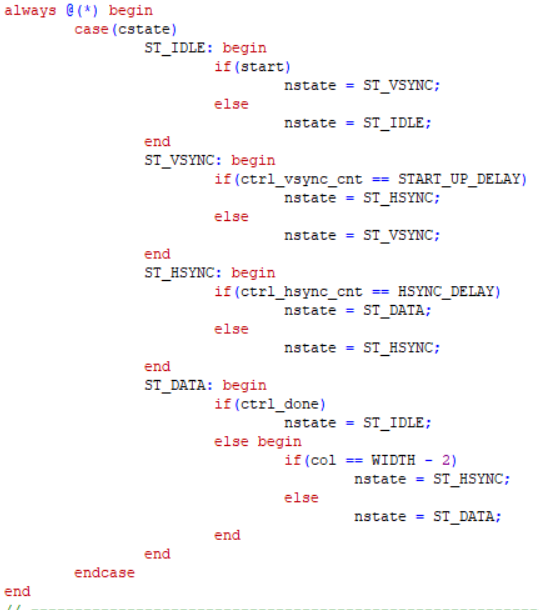 always @(*) begin
case(cstate)
ST_IDLE: begin
if(start)
nstate = ST_VSYNC;
else
nstate = ST_IDLE;
end
ST_VSYNC: begin
if(ctrl_vsync_cnt == START_UP_DELAY)
nstate = ST_HSYNC;
else
nstate = ST_VSYNC;
end
ST_HSYNC: begin
if(ctrl_hsync_cnt == HSYNC_DELAY)
nstate = ST_DATA;
else
nstate = ST_HSYNC;
end
ST_DATA: begin
if(ctrl_done)
nstate = ST_IDLE;
else begin
if(col == WIDTH - 2)
nstate = ST_HSYNC;
else
nstate = ST_DATA;
end
end
endcase
end